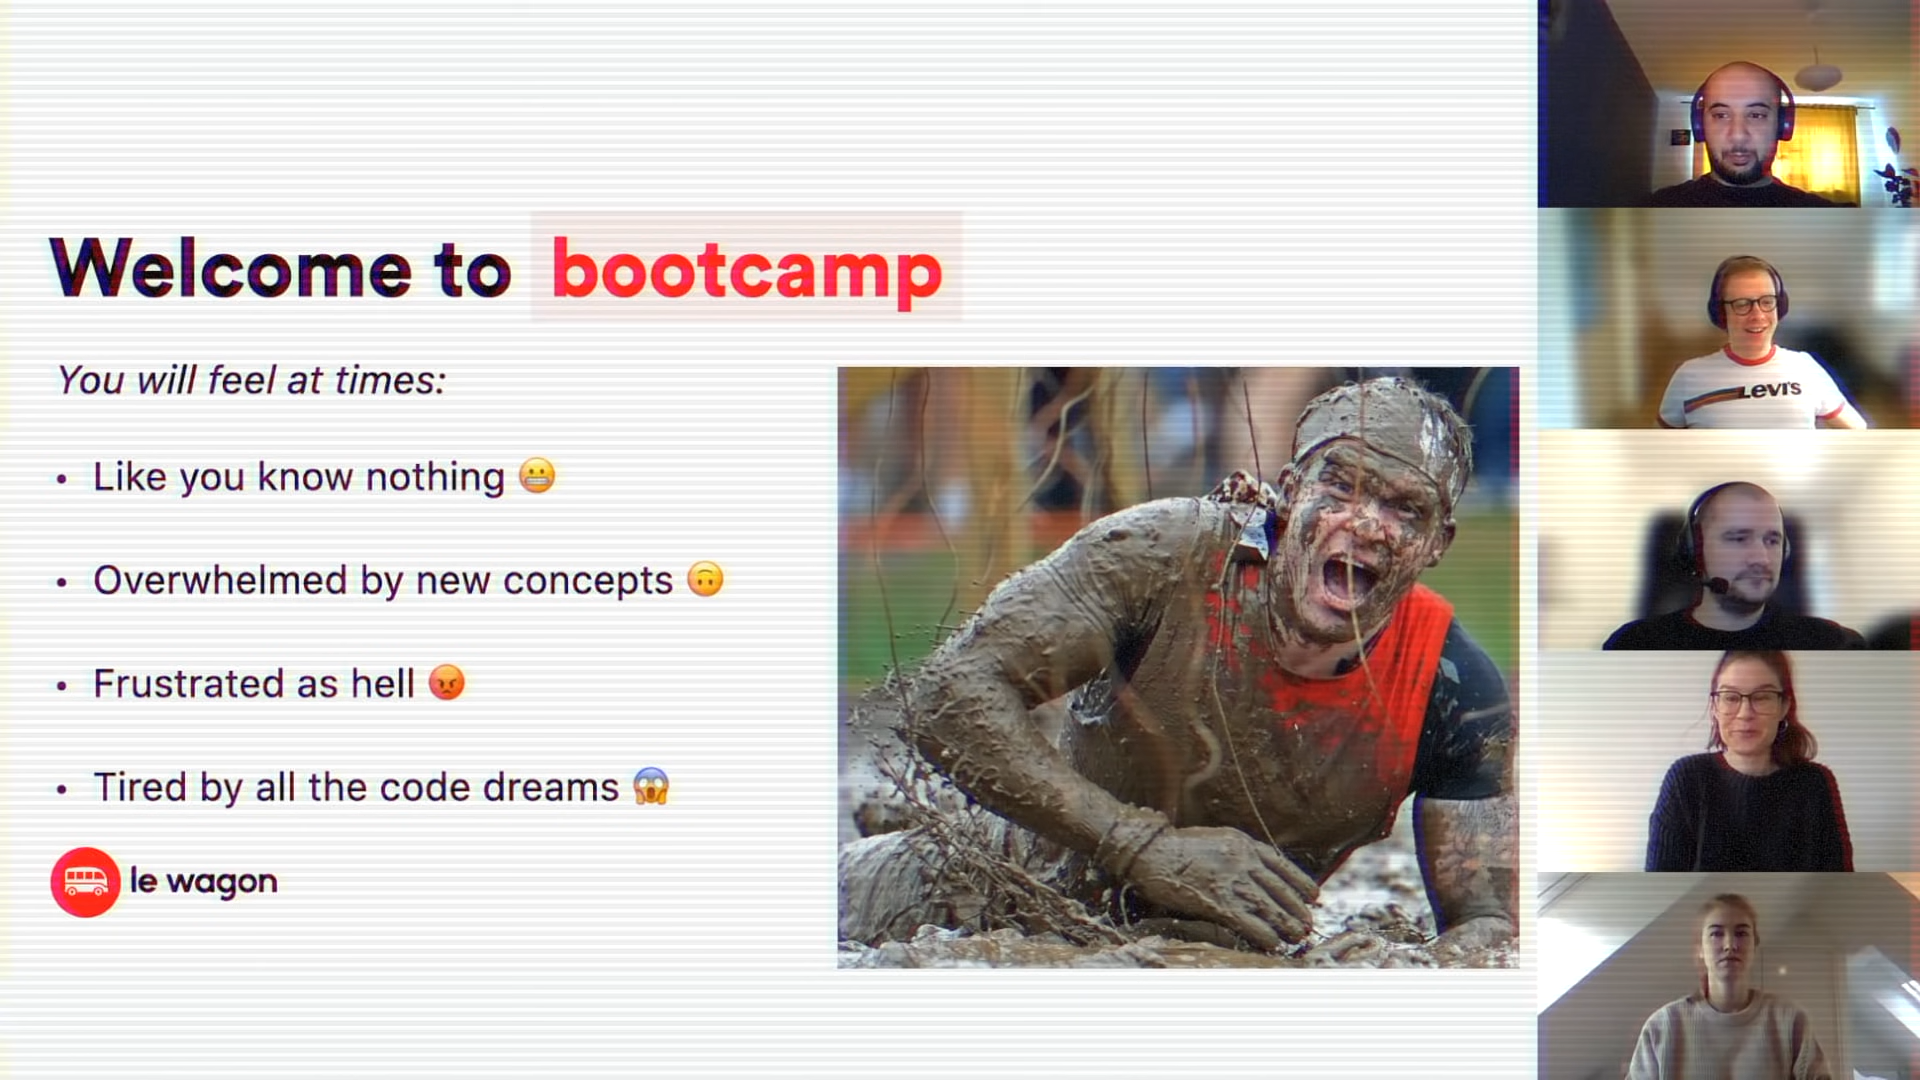 Welcome to bootcamp
You will feel at times:
• Like you know nothing 😬
• Overwhelmed by new concepts 🙃
• Frustrated as hell 😡
• Tired by all the code dreams 😱
le wagon
Levi's